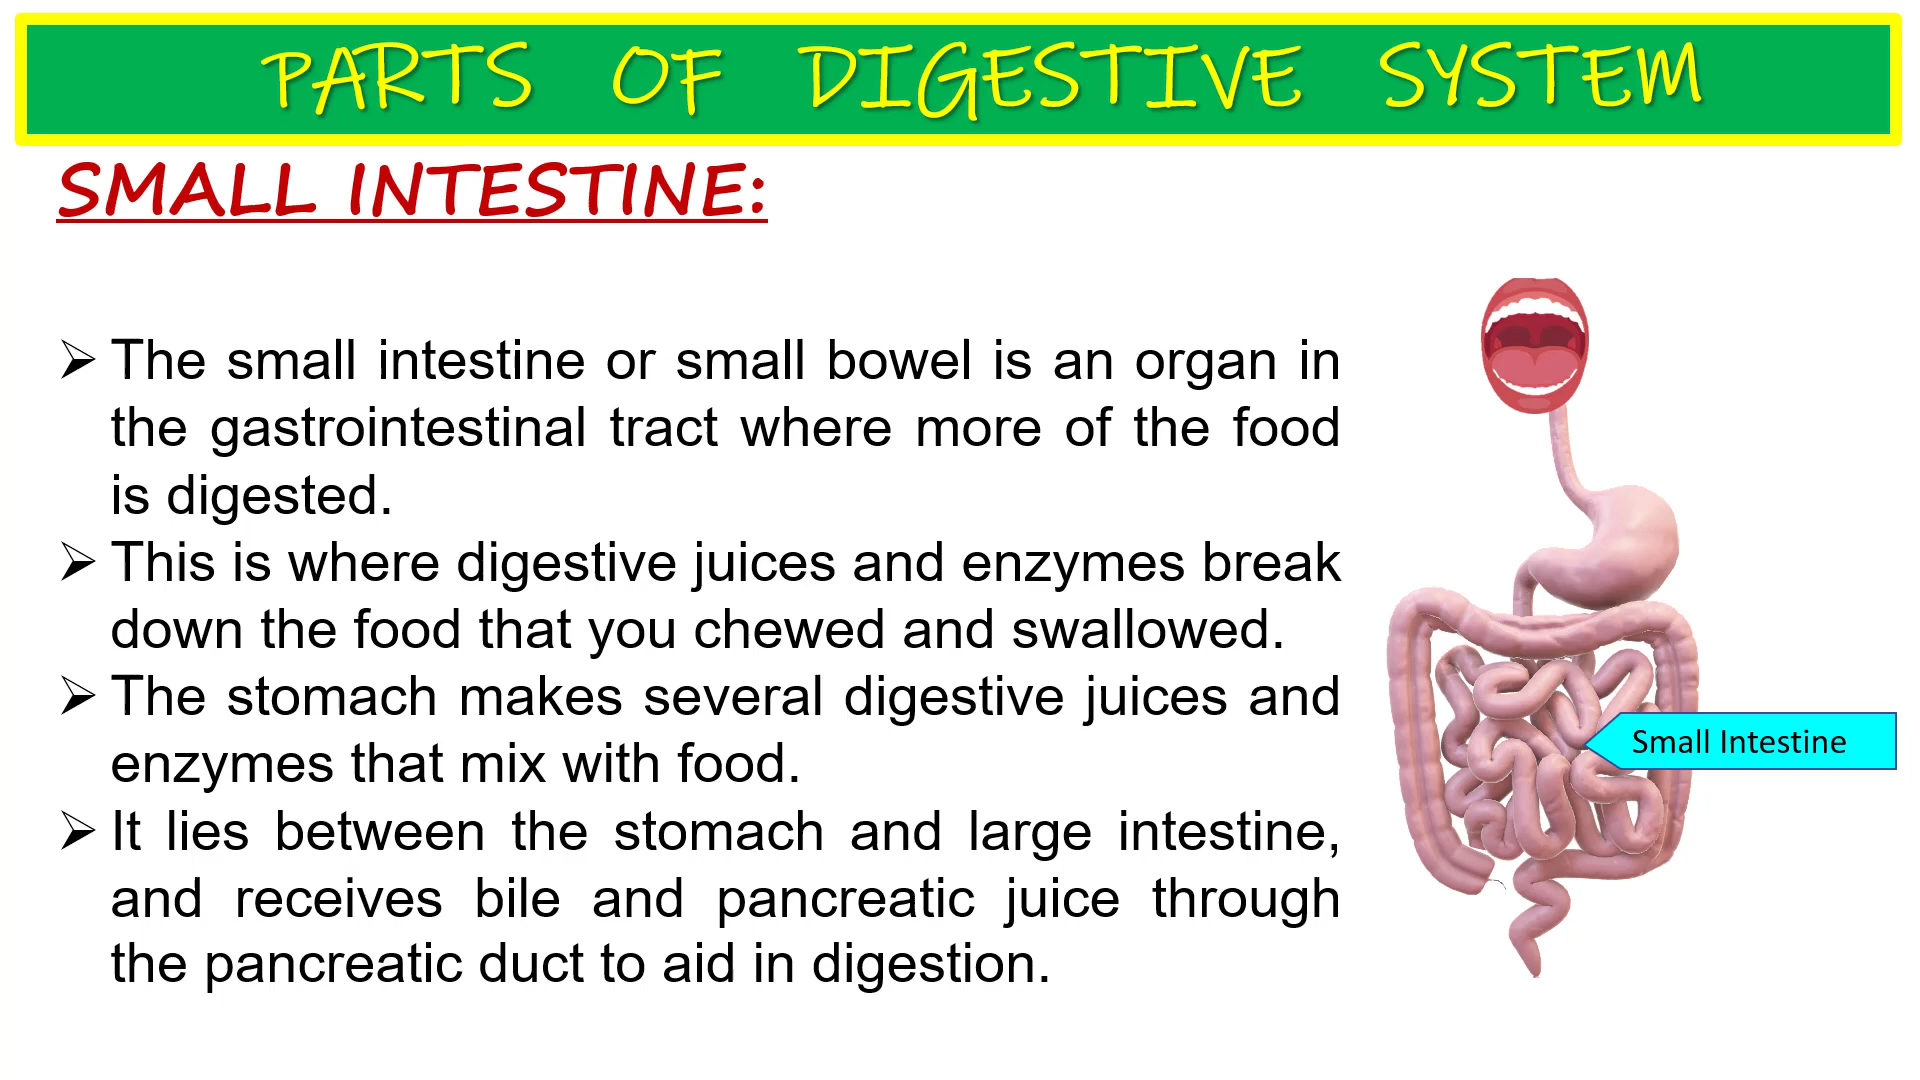 PARTS OF DIGESTIVE SYSTEM
SMALL INTESTINE:
➢ The small intestine or small bowel is an organ in
the gastrointestinal tract where more of the food
is digested.
➢ This is where digestive juices and enzymes break
down the food that you chewed and swallowed.
➢ The stomach makes several digestive juices and
enzymes that mix with food.
➢ It lies between the stomach and large intestine,
and receives bile and pancreatic juice through
the pancreatic duct to aid in digestion.
Small Intestine